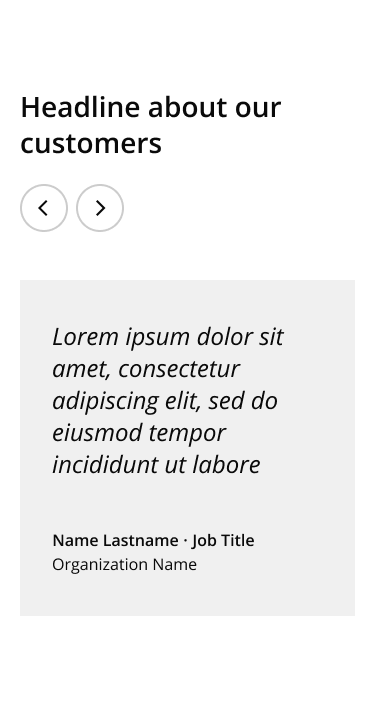 Headline about our
customers
Lorem ipsum dolor sit
amet, consectetur
adipiscing elit, sed do
eiusmod tempor
incididunt ut labore
Name Lastname · Job Title
Organization Name